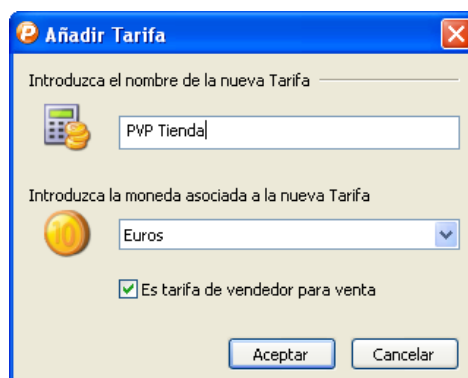 Añadir Tarifa
Introduzca el nombre de la nueva Tarifa
PVP Tienda
Introduzca la moneda asociada a la nueva Tarifa
10
Euros
Es tarifa de vendedor para venta
Aceptar
Cancelar